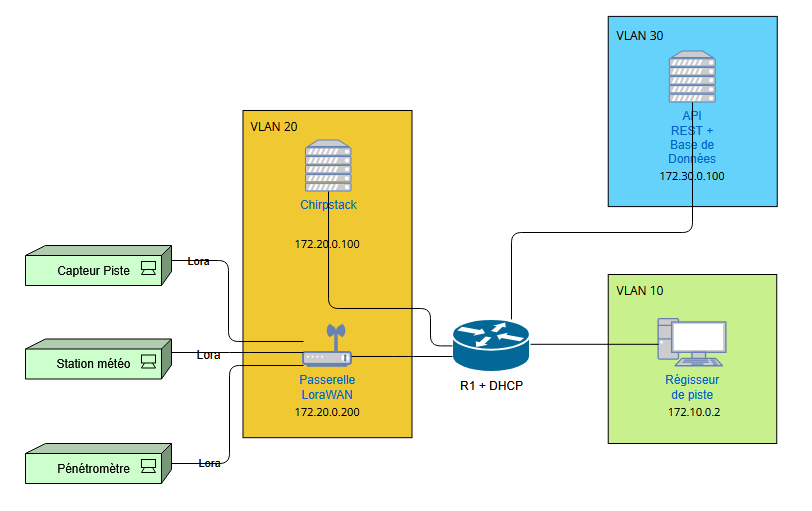 VLAN 30
API
REST +
Base de
Données
172.30.0.100
VLAN 20
Chirpstack
172.20.0.100
Capteur Piste
Lora
Station météo
Lora
Pénétromètre
Lora
Passerelle
LoraWAN
172.20.0.200
R1 + DHCP
VLAN 10
Régisseur
de piste
172.10.0.2